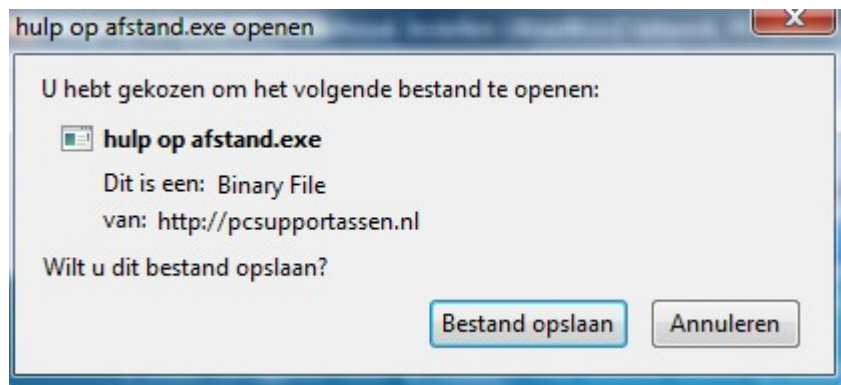 hulp op afstand.exe openen
U hebt gekozen om het volgende bestand te openen:
hulp op afstand.exe
Dit is een: Binary File
van: http://pcsupportassen.nl
Wilt u dit bestand opslaan?
Bestand opslaan Annuleren